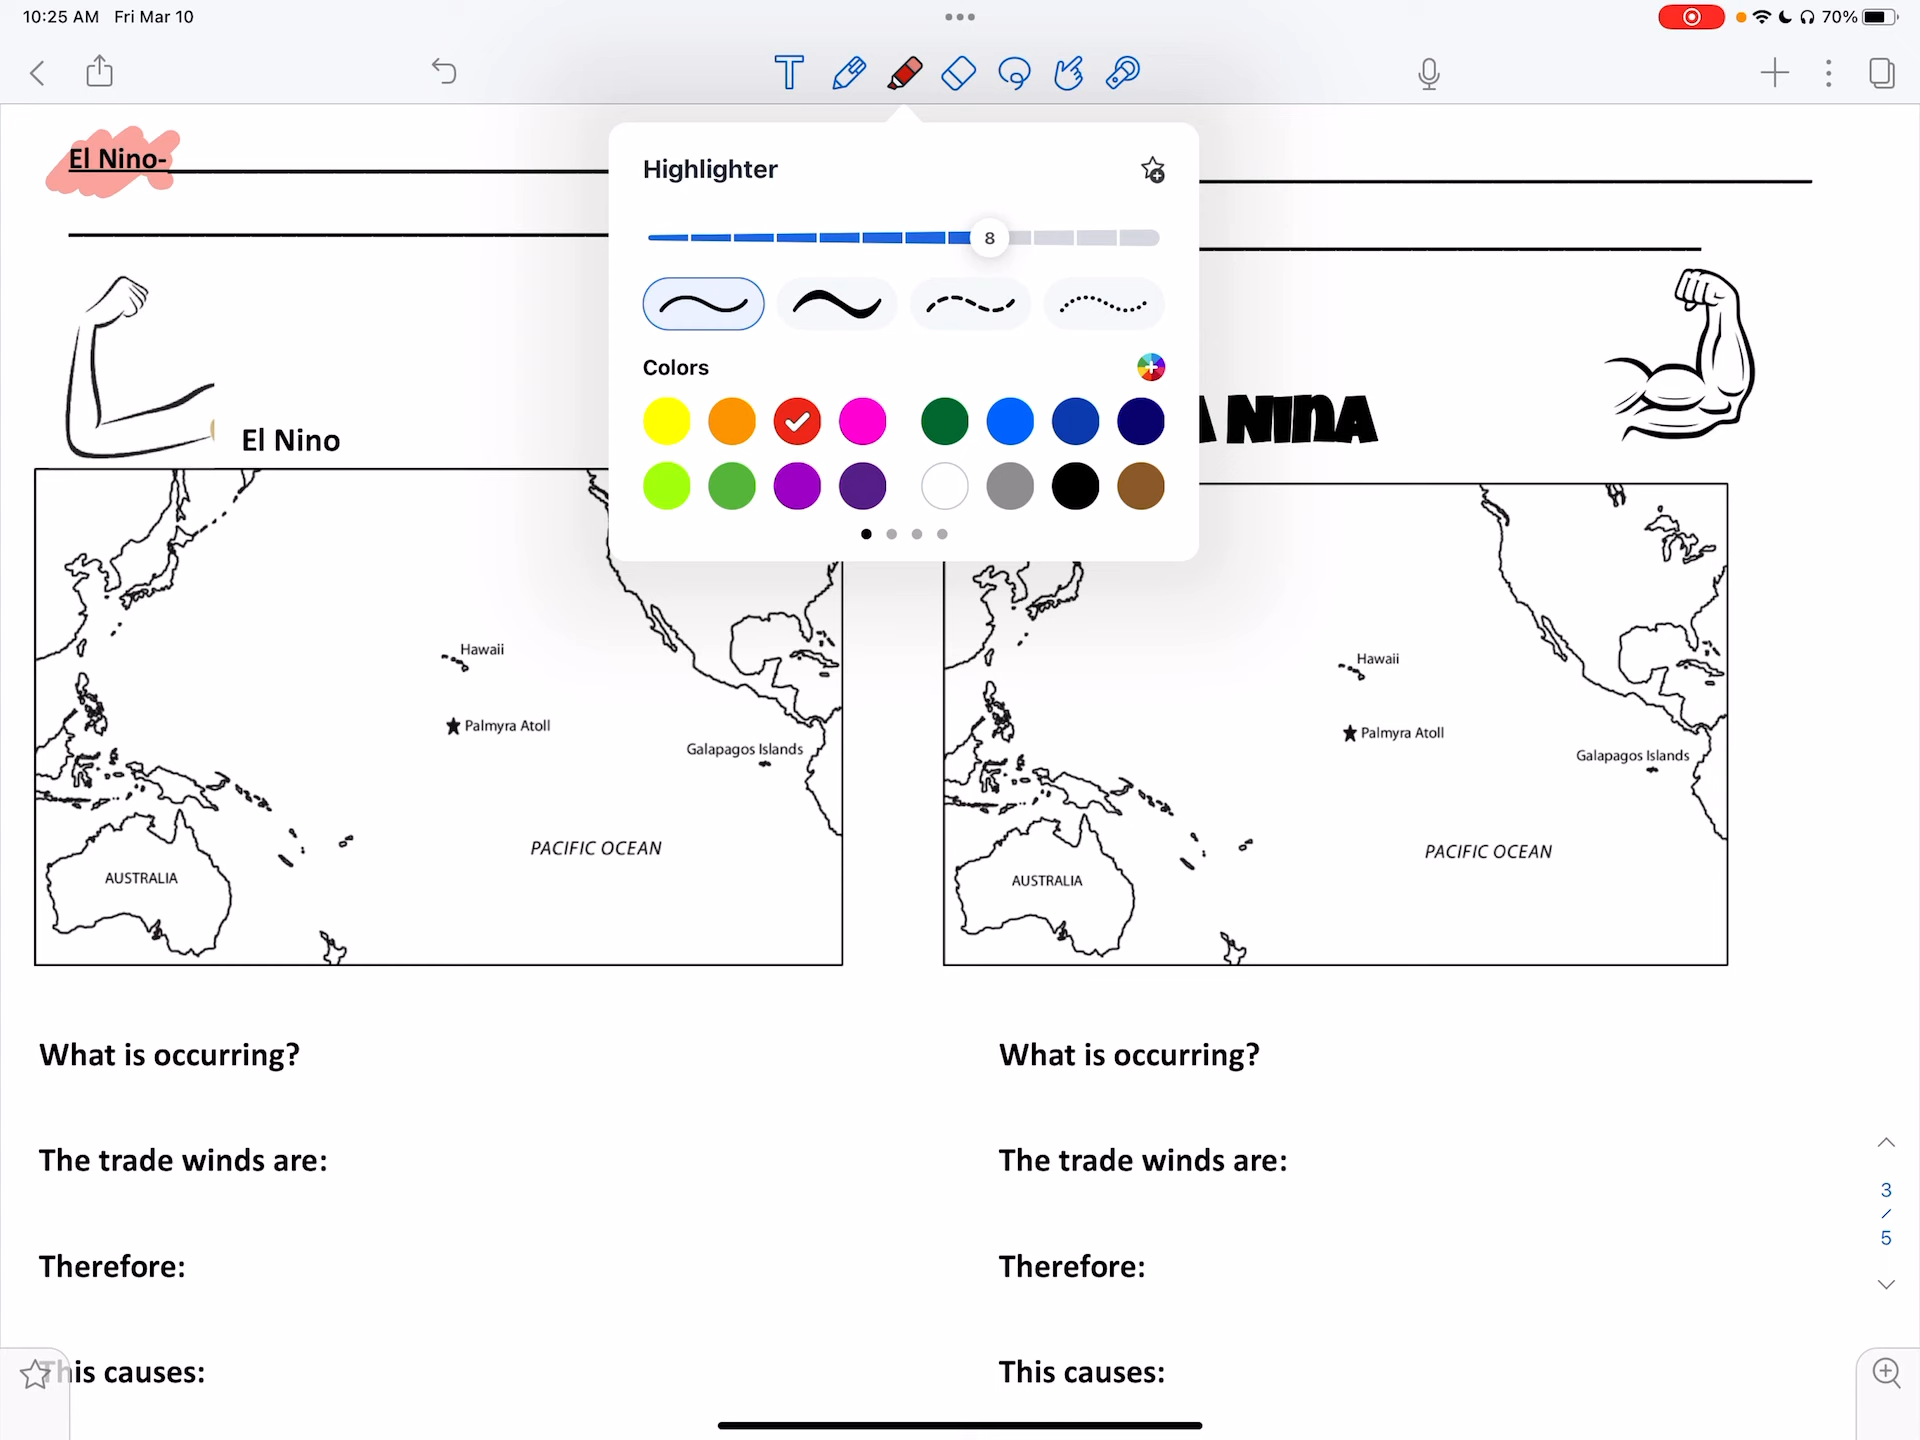 10:25 AM Fri Mar 10
70%
T
El Nino-
Highlighter
8
Colors
El Nino
Nina
Hawaii
Palmyra Atoll
Galapagos Islands
PACIFIC OCEAN
AUSTRALIA
Hawaii
Palmyra Atoll
Galapagos Islands
PACIFIC OCEAN
AUSTRALIA
What is occurring?
What is occurring?
The trade winds are:
The trade winds are:
3
/
5
Therefore:
Therefore:
This causes:
This causes: